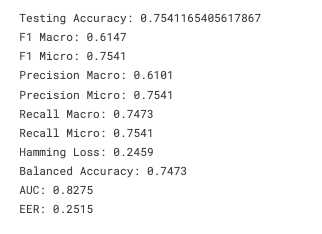 Testing Accuracy: 0.7541165405617867
F1 Macro: 0.6147
F1 Micro: 0.7541
Precision Macro: 0.6101
Precision Micro: 0.7541
Recall Macro: 0.7473
Recall Micro: 0.7541
Hamming Loss: 0.2459
Balanced Accuracy: 0.7473
AUC: 0.8275
EER: 0.2515